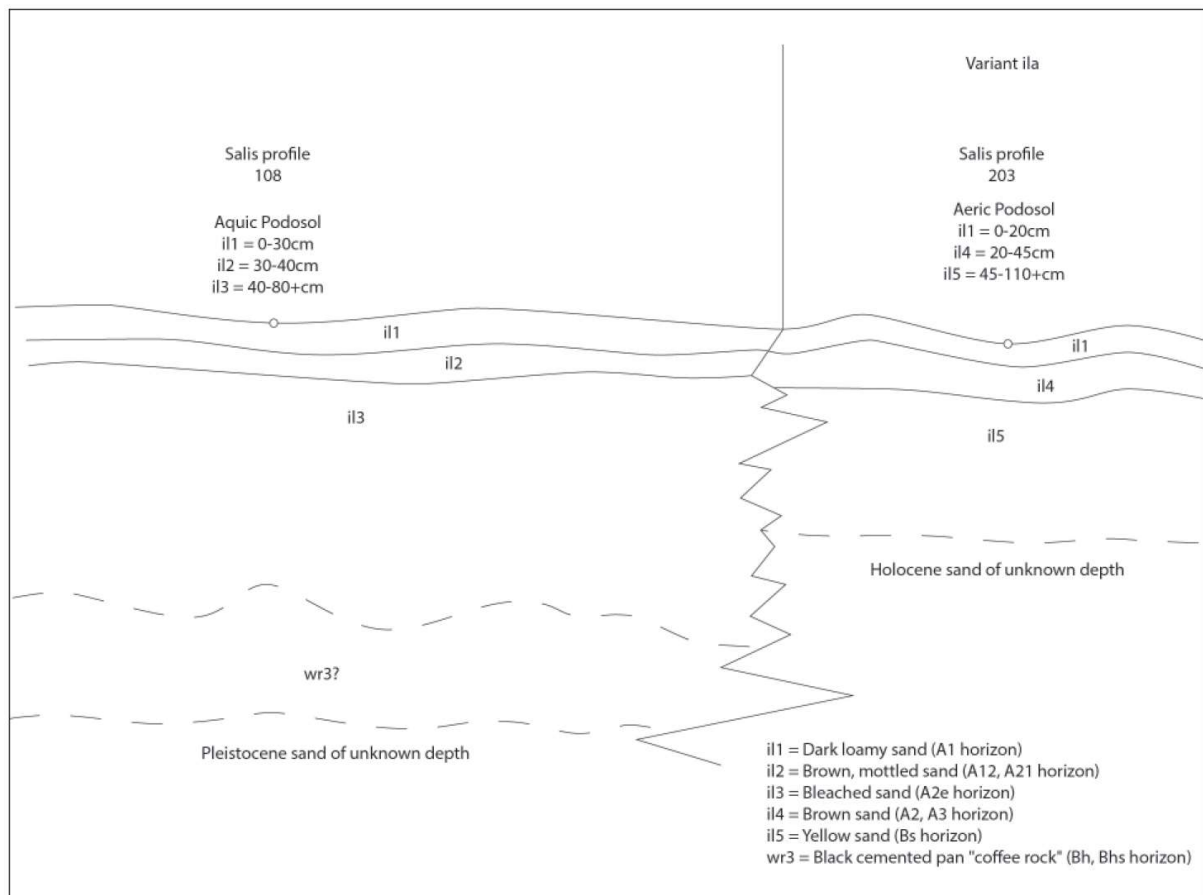 Variant ila
Salis profile
108
Aquic Podosol
il1 = 0-30cm
il2 = 30-40cm
il3 = 40-80+cm
Salis profile
203
Aeric Podosol
il1 = 0-20cm
il4 = 20-45cm
il5 = 45-110+cm
il1
il2
il3
il1
il4
il5
Holocene sand of unknown depth
wr3?
Pleistocene sand of unknown depth
il1 = Dark loamy sand (A1 horizon)
il2 = Brown, mottled sand (A12, A21 horizon)
il3 = Bleached sand (A2e horizon)
il4 = Brown sand (A2, A3 horizon)
il5 = Yellow sand (Bs horizon)
wr3 = Black cemented pan "coffee rock" (Bh, Bhs horizon)